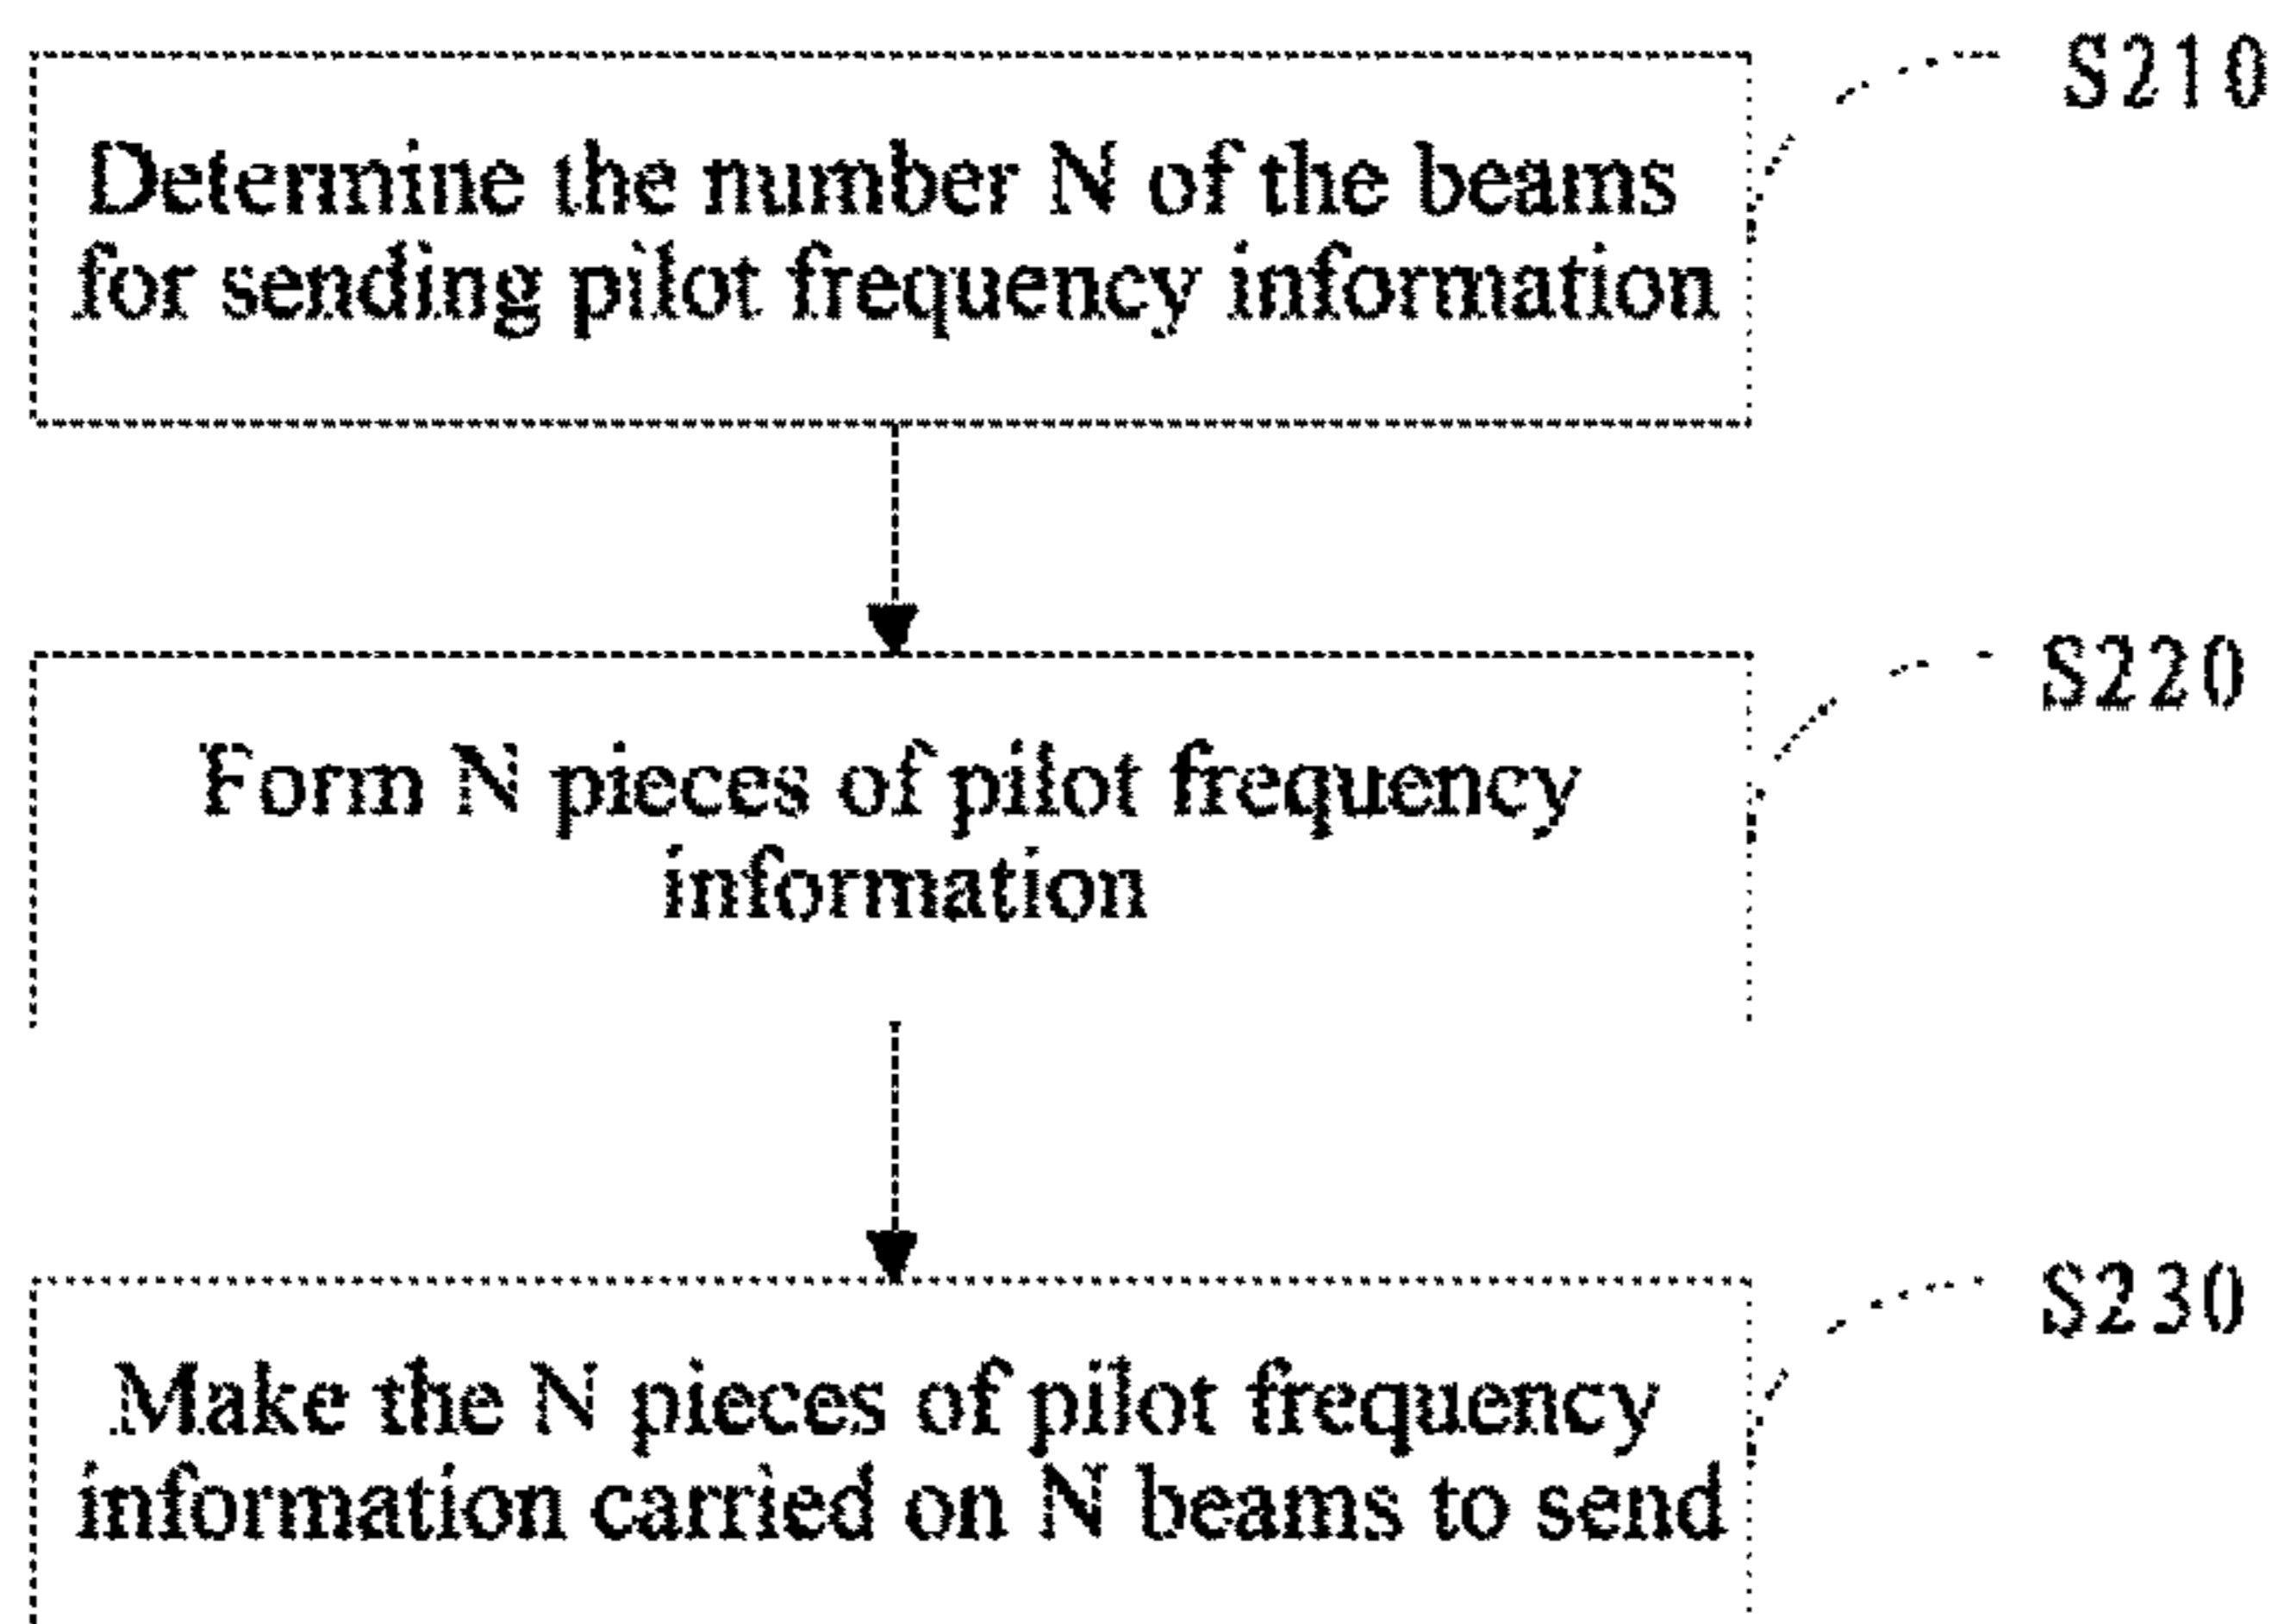 S210
Determine the number N of the beams
for sending pilot frequency information
S220
Form N pieces of pilot frequency
information
S230
Make the N pieces of pilot frequency
information carried on N beams to send